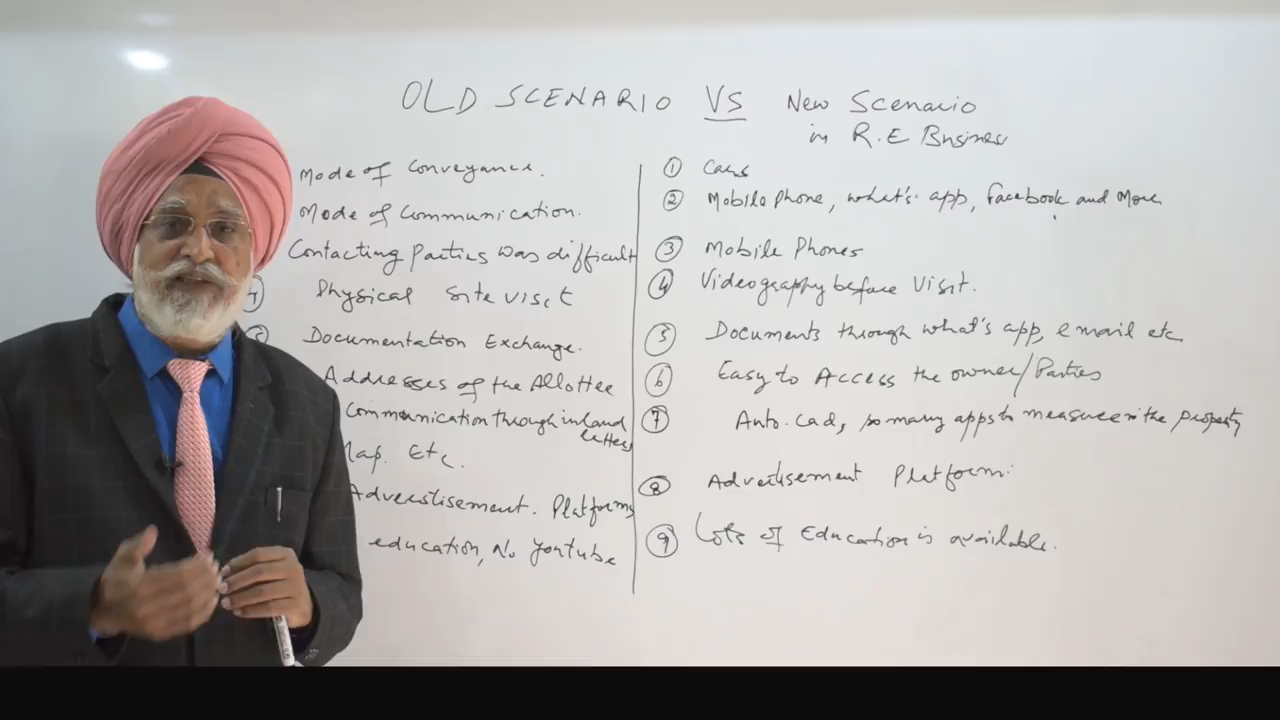 OLD SCENARIO VS New Scenario
in R.E Business
Mode of Conveyance.
Mode of Communication.
Contacting Parties was difficult
4 Physical Site visit
Documentation Exchange.
Addresses of the Allottee
Communication through inland
letters
Map. Etc.
Adverstisement. Platforms
education, No Youtube
1 Cars
2 Mobile Phone, what's app, Facebook and More
3 Mobile Phones
4 Videography before Visit.
5 Documents through what's app, email etc
6 Easy to Access the owner/Parties
7 Auto. Cad, so many apps to measure the property
8 Advertisement Platform.
9 Lots of Education is available.